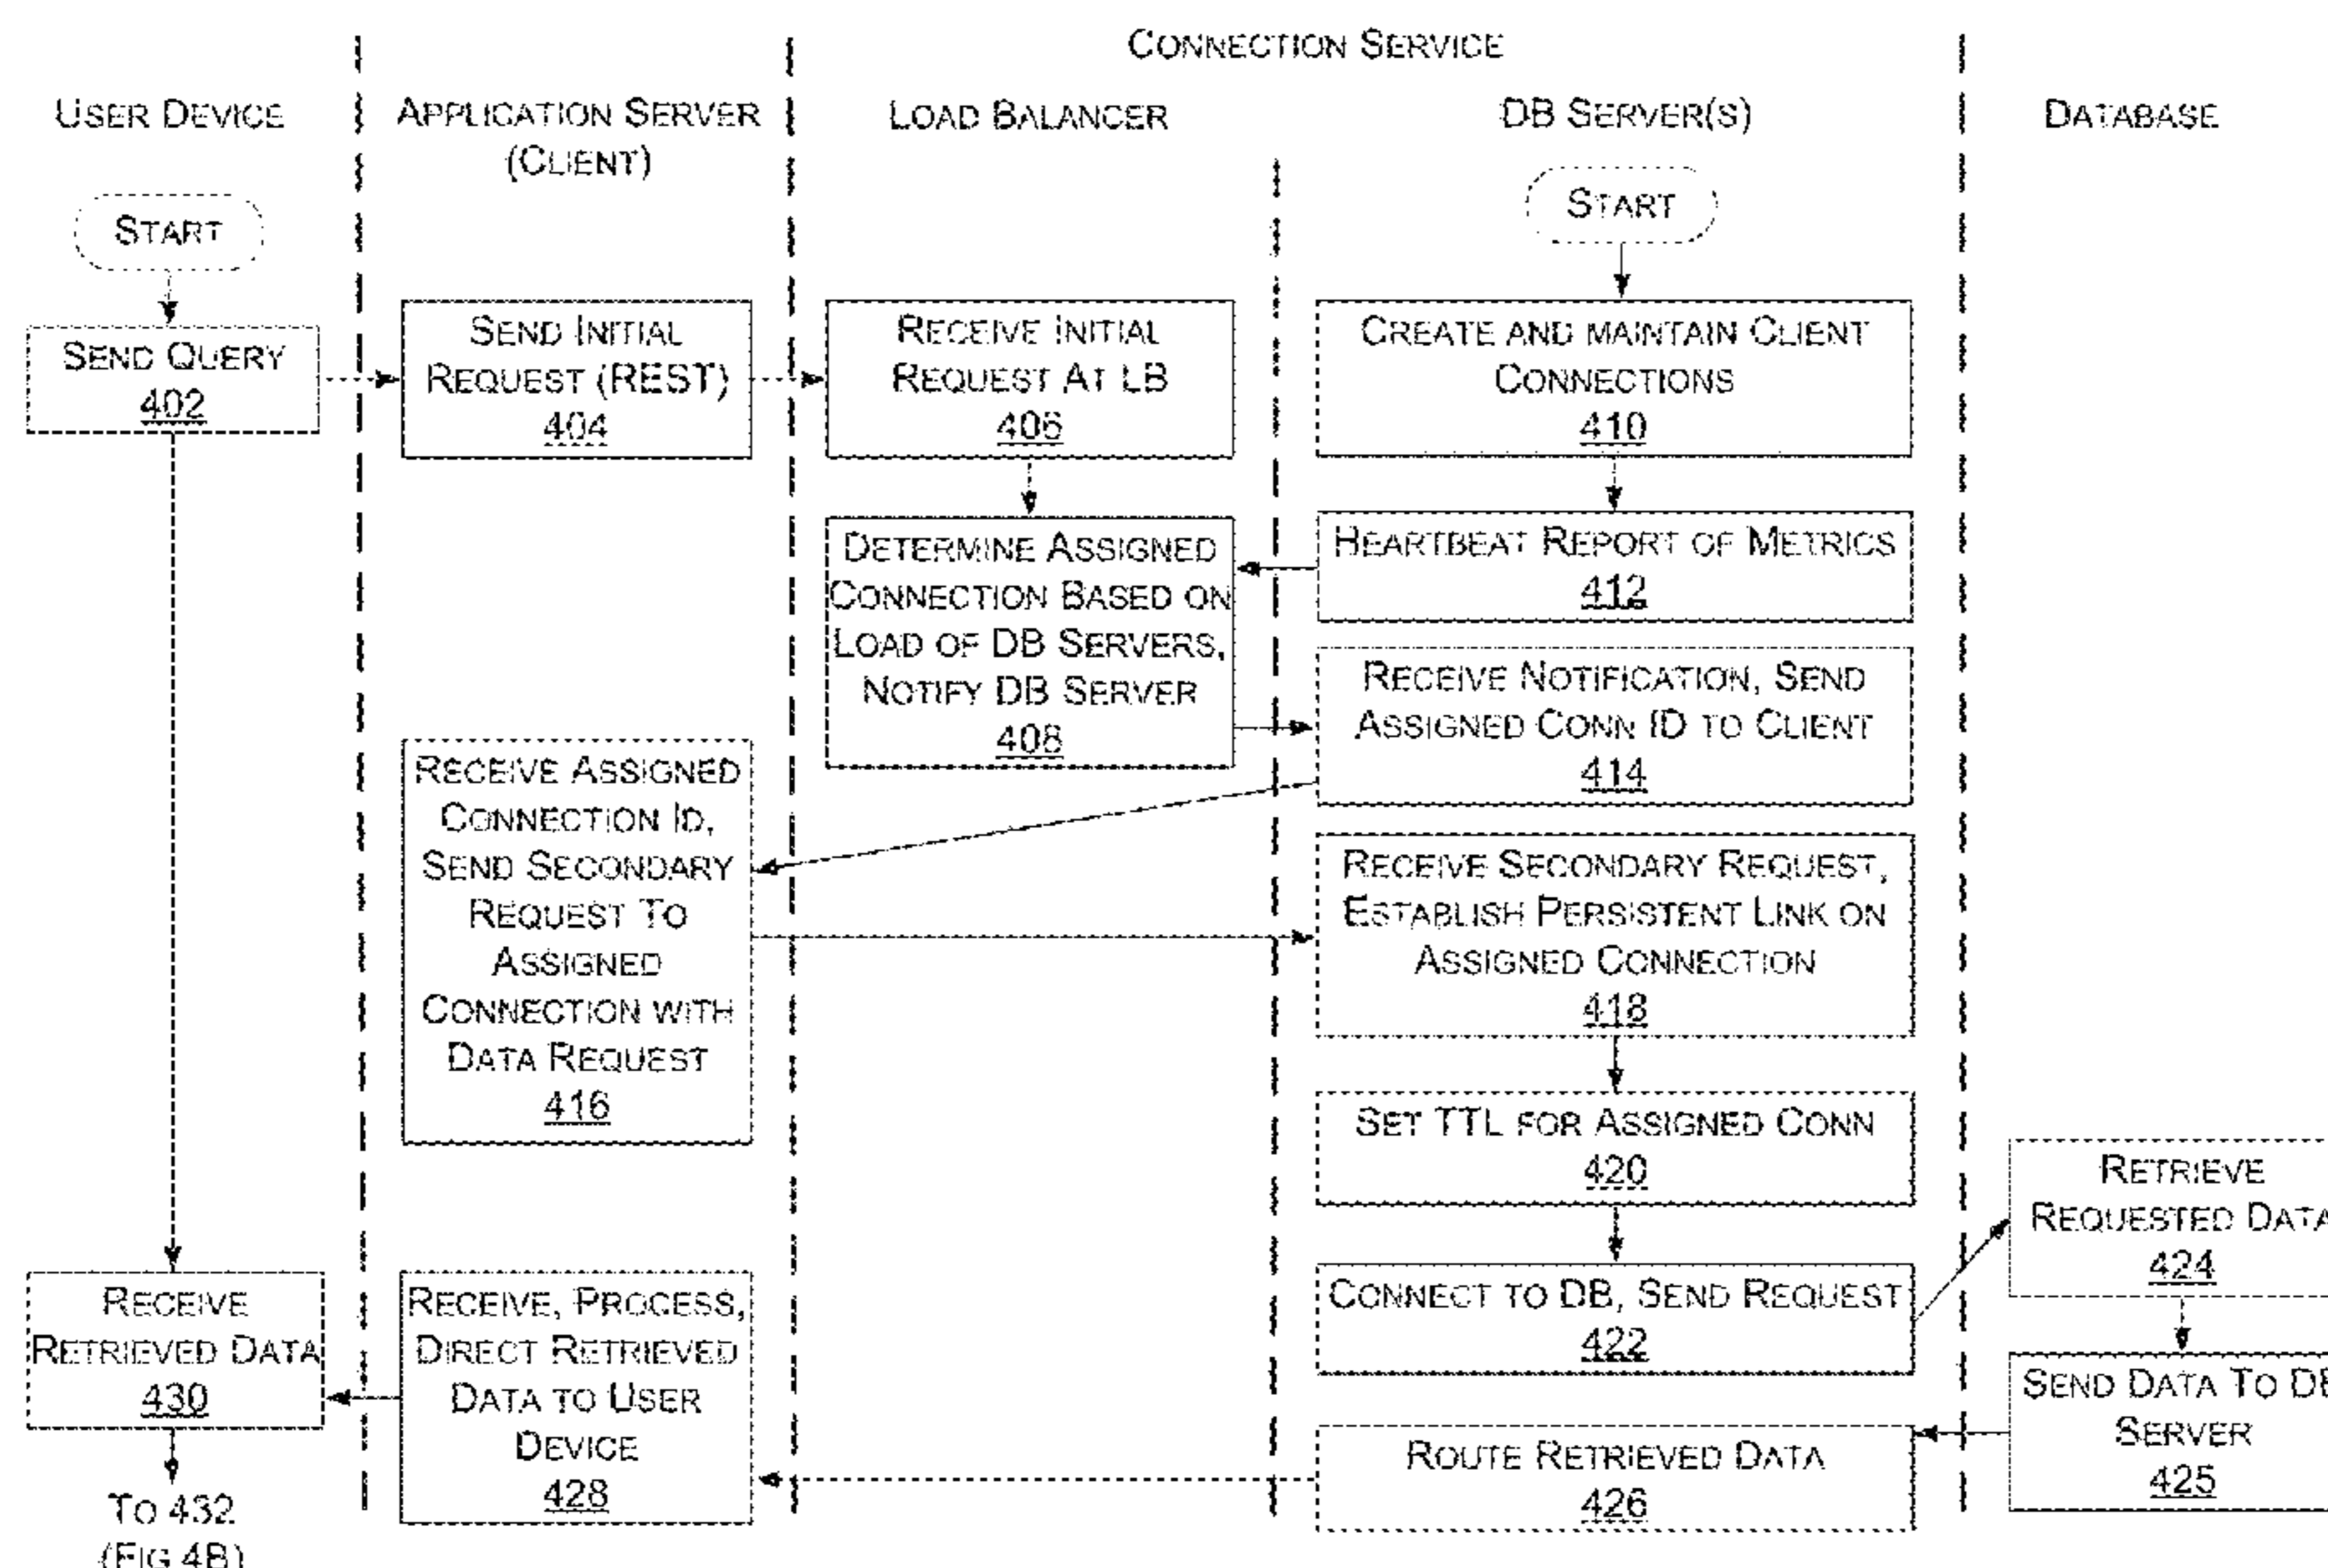 CONNECTION SERVICE
USER DEVICE
APPLICATION SERVER
(CLIENT)
LOAD BALANCER
DB SERVER(S)
DATABASE
START
START
SEND QUERY
402
SEND INITIAL
REQUEST (REST)
404
RECEIVE INITIAL
REQUEST AT LB
406
CREATE AND MAINTAIN CLIENT
CONNECTIONS
410
DETERMINE ASSIGNED
CONNECTION BASED ON
LOAD OF DB SERVERS,
NOTIFY DB SERVER
408
HEARTBEAT REPORT OF METRICS
412
RECEIVE NOTIFICATION, SEND
ASSIGNED CONN ID TO CLIENT
414
RECEIVE ASSIGNED
CONNECTION ID,
SEND SECONDARY
REQUEST TO
ASSIGNED
CONNECTION WITH
DATA REQUEST
416
RECEIVE SECONDARY REQUEST,
ESTABLISH PERSISTENT LINK ON
ASSIGNED CONNECTION
418
SET TTL FOR ASSIGNED CONN
420
CONNECT TO DB, SEND REQUEST
422
RETRIEVE
REQUESTED DATA
424
SEND DATA TO DB
SERVER
425
ROUTE RETRIEVED DATA
426
RECEIVE, PROCESS,
DIRECT RETRIEVED
DATA TO USER
DEVICE
428
RECEIVE
RETRIEVED DATA
430
TO 432
(FIG 4B)